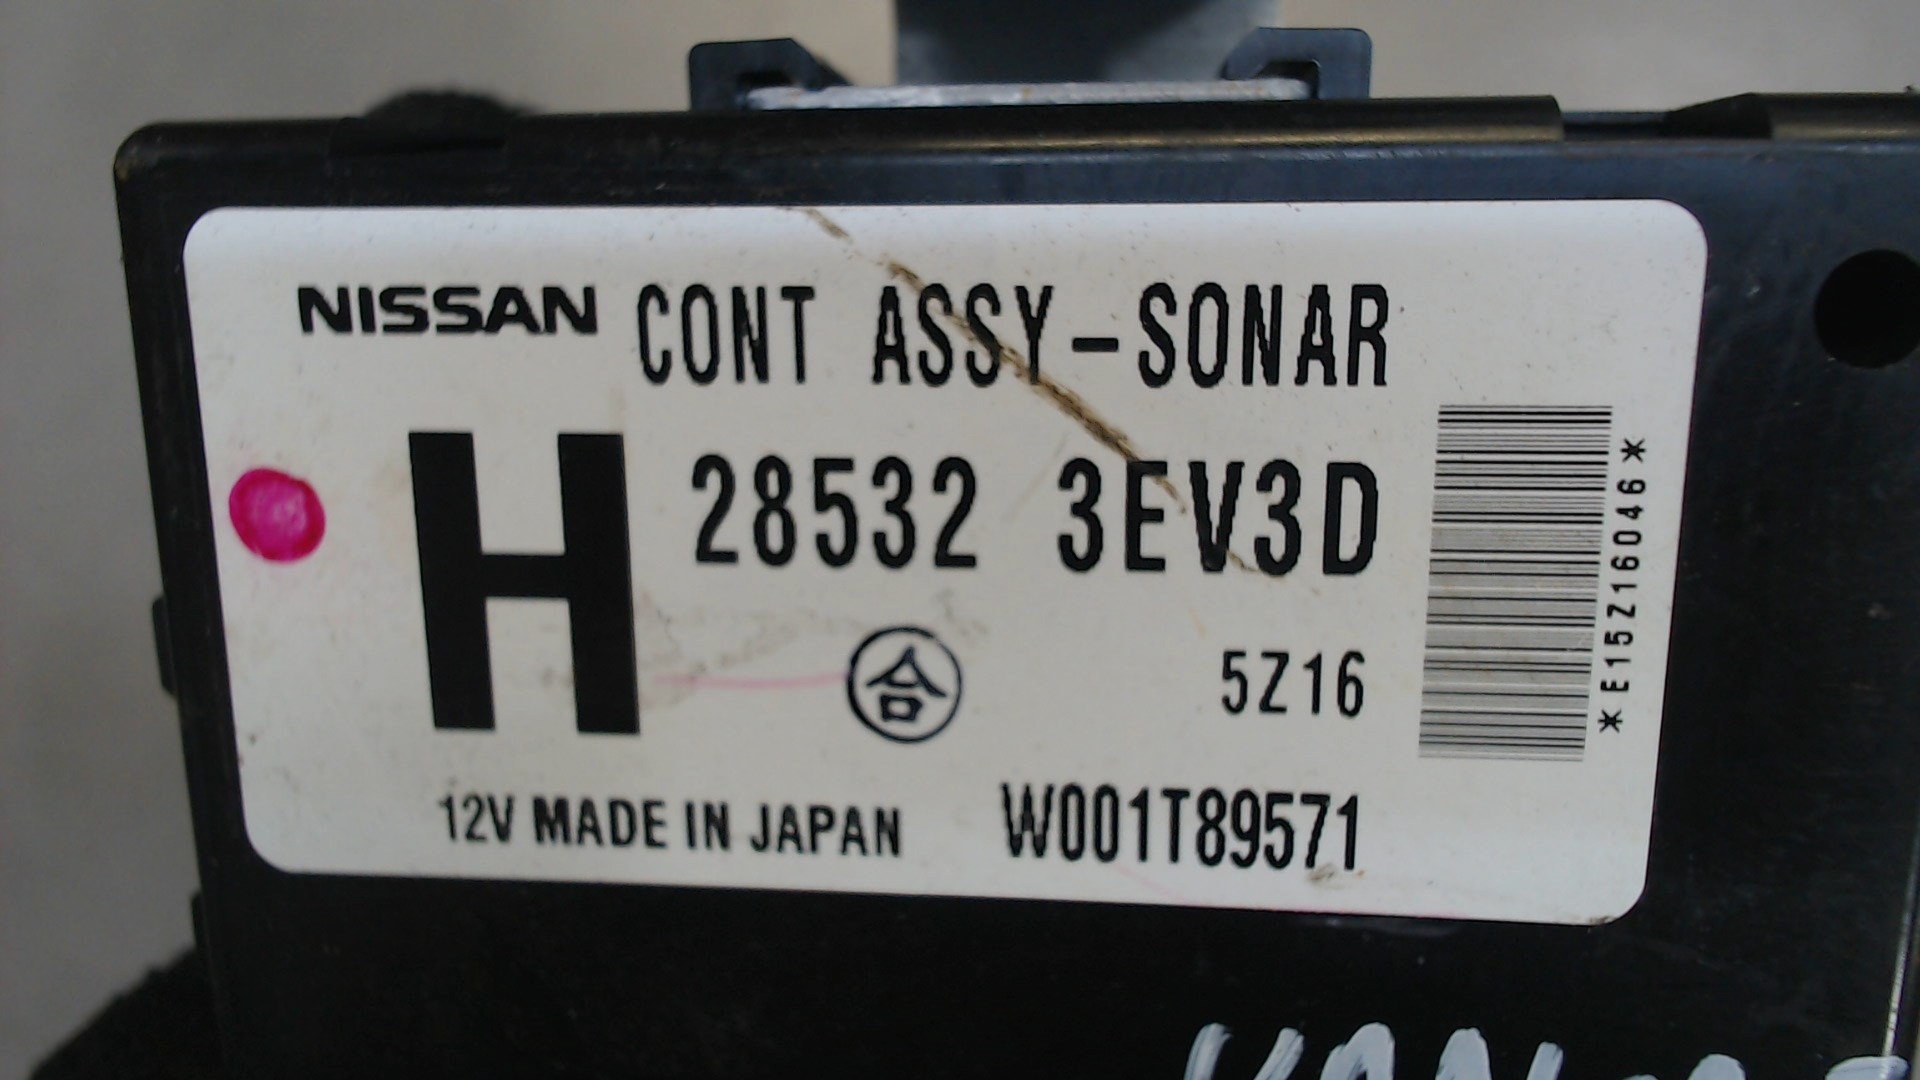 NISSAN CONT ASSY-SONAR
H 28532 3EV3D
合 5Z16
12V MADE IN JAPAN W001T89571
*E15Z16046*